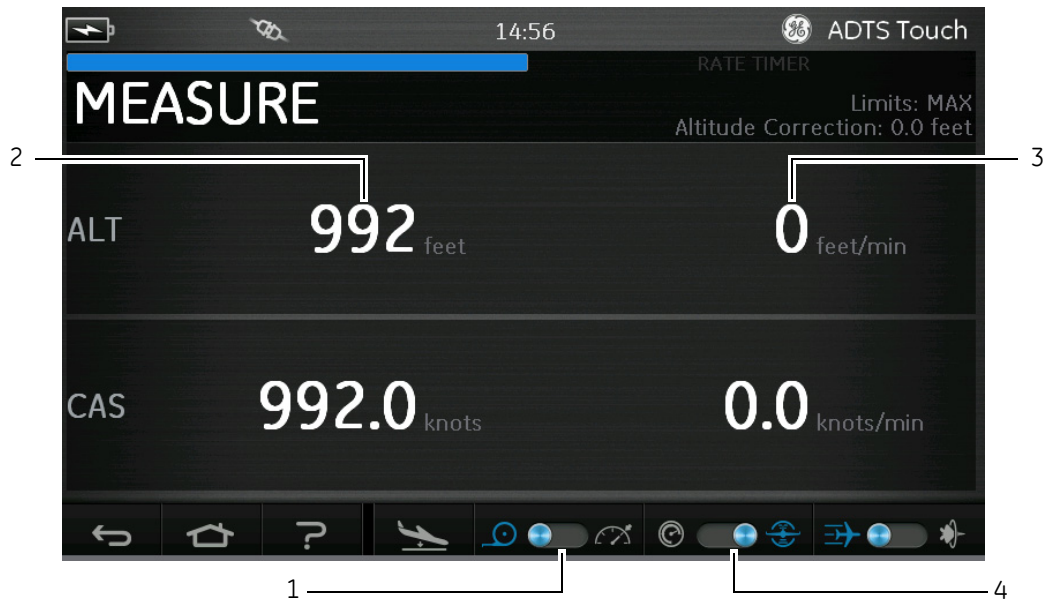 14:56
ADTS Touch
RATE TIMER
MEASURE
Limits: MAX
Altitude Correction: 0.0 feet
2
3
ALT
992 feet
0 feet/min
CAS
992.0 knots
0.0 knots/min
?
1
4